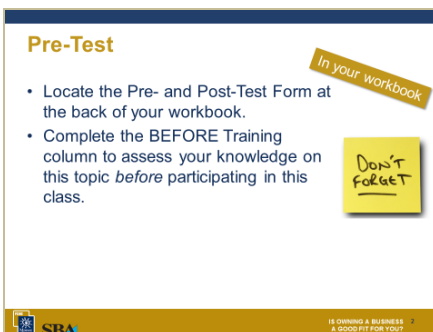 Pre-Test
In your workbook
• Locate the Pre- and Post-Test Form at
the back of your workbook.
• Complete the BEFORE Training
column to assess your knowledge on
this topic before participating in this
class.
DON'T
FORGET
SBA
IS OWNING A BUSINESS 2
A GOOD FIT FOR YOU?